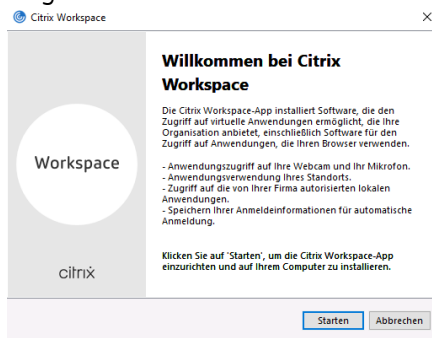 Citrix Workspace
Willkommen bei Citrix
Workspace
Die Citrix Workspace-App installiert Software, die den
Zugriff auf virtuelle Anwendungen ermöglicht, die Ihre
Organisation anbietet, einschließlich Software für den
Zugriff auf Anwendungen, die Ihren Browser verwenden.
- Anwendungszugriff auf Ihre Webcam und Ihr Mikrofon.
- Anwendungsverwendung Ihres Standorts.
- Zugriff auf die von Ihrer Firma autorisierten lokalen
Anwendungen.
- Speichern Ihrer Anmeldeinformationen für automatische
Anmeldung.
Klicken Sie auf 'Starten', um die Citrix Workspace-App
einzurichten und auf Ihrem Computer zu installieren.
Workspace
citrix
Starten Abbrechen